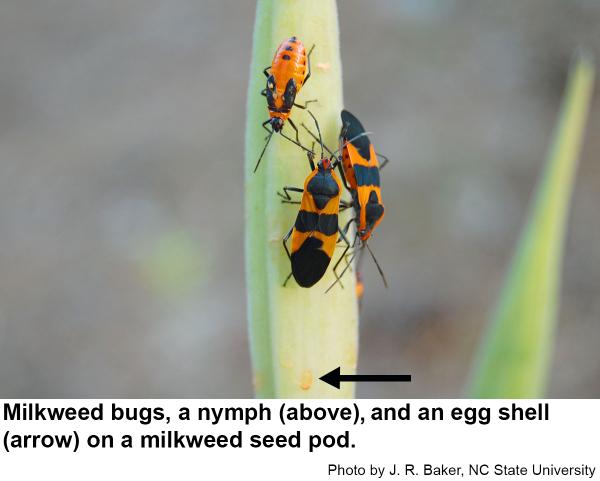 Milkweed bugs, a nymph (above), and an egg shell
(arrow) on a milkweed seed pod.
Photo by J. R. Baker, NC State University